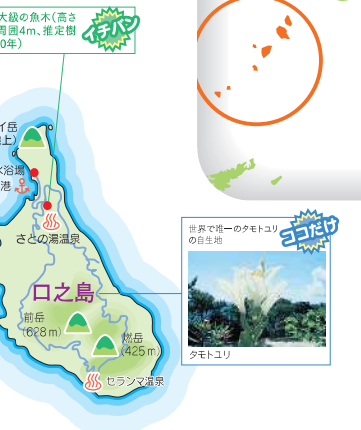 大級の魚木(高さ
周囲4m、推定樹
0年)
イチバン
イ岳
上)
水浴場
港
さとの湯温泉
口之島
前岳
(628m)
燃岳
(425m)
セランマ温泉
世界で唯一のタモトユリ
の自生地
ココだけ
タモトユリ